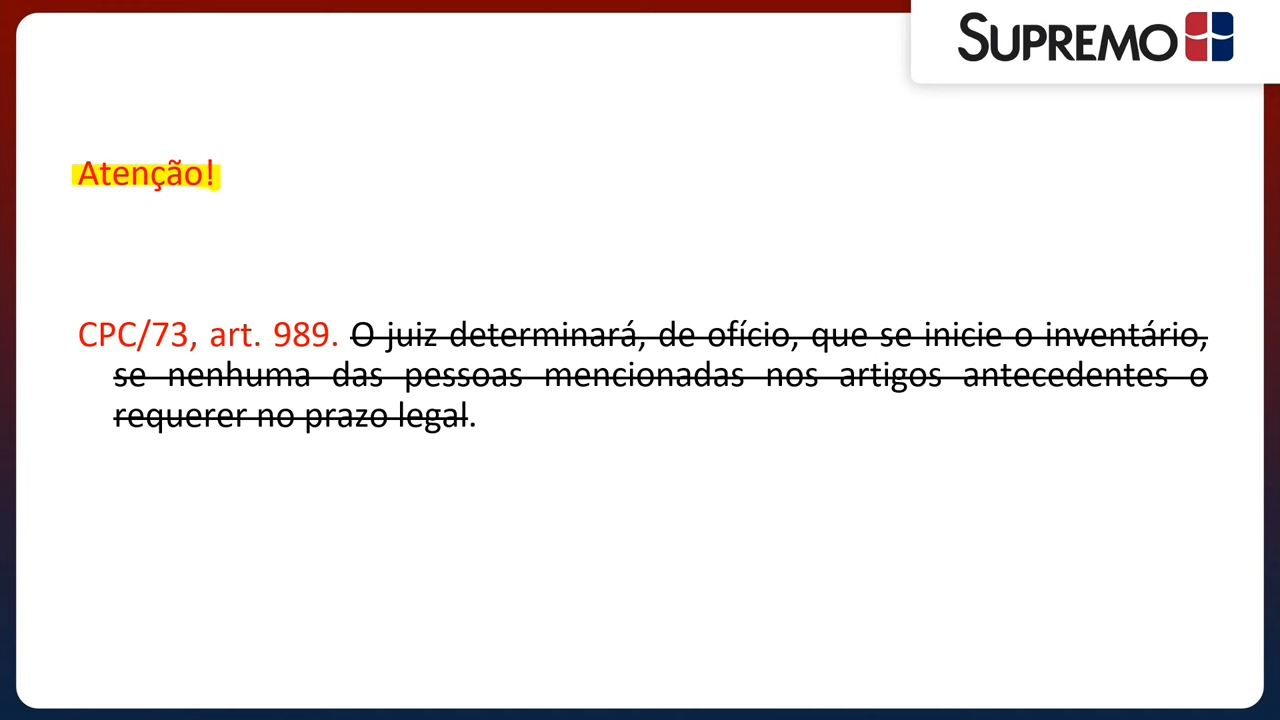 SUPREMO
Atenção!
CPC/73, art. 989. O juiz determinará, de ofício, que se inicie o inventário,
se nenhuma das pessoas mencionadas nos artigos antecedentes o
requerer no prazo legal.